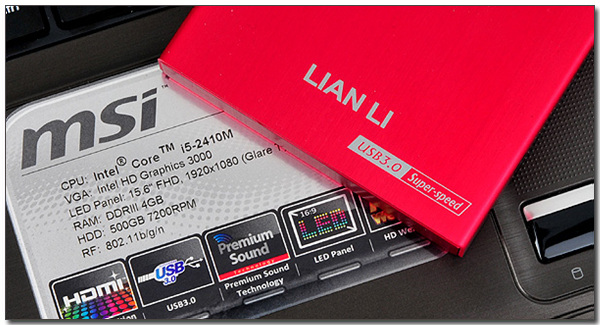 LIAN LI
USB3.0 Super-speed
msi
CPU: Intel® Core™ i5-2410M
VGA: Intel HD Graphics 3000
LED Panel: 15.6" FHD, 1920x1080 (Glare
RAM: DDRIII 4GB
HDD: 500GB 7200RPM
RF: 802.11b/g/n
HDMI
USB
3.0
USB3.0
Premium
Sound
Technology
Premium Sound
Technology
16:9
LED
LED Panel
HD